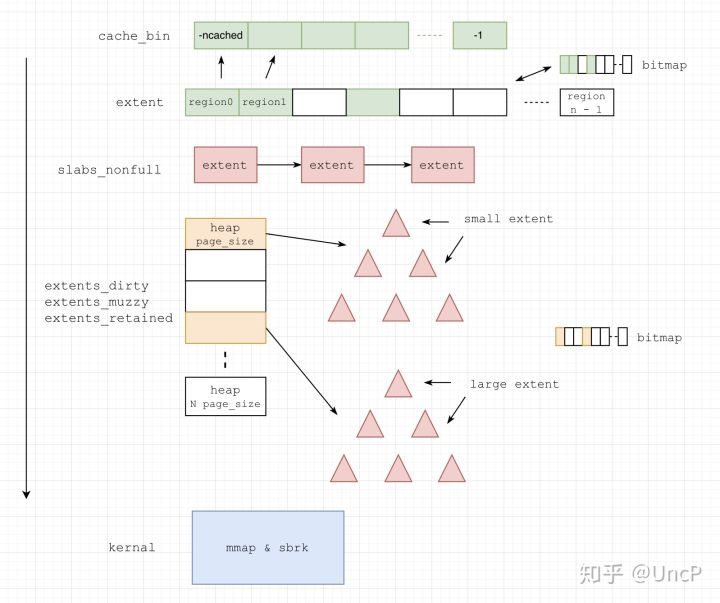 cache_bin
-ncached
-1
bitmap
extent
region0
region1
region
n - 1
slabs_nonfull
extent
extent
extent
heap
page_size
small extent
extents_dirty
extents_muzzy
extents_retained
bitmap
heap
N page_size
large extent
kernal
mmap & sbrk
知乎 @UncP